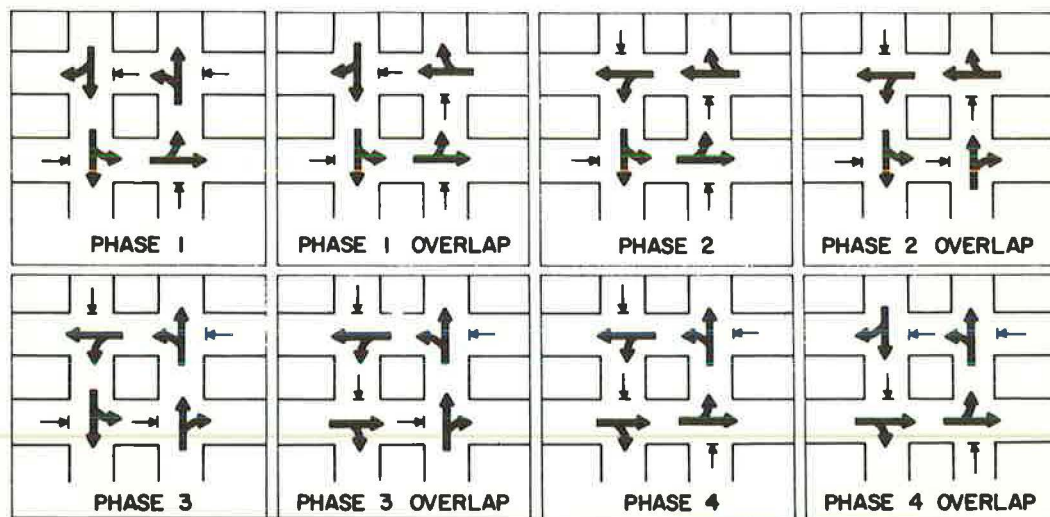 PHASE 1
PHASE 1 OVERLAP
PHASE 2
PHASE 2 OVERLAP
PHASE 3
PHASE 3 OVERLAP
PHASE 4
PHASE 4 OVERLAP